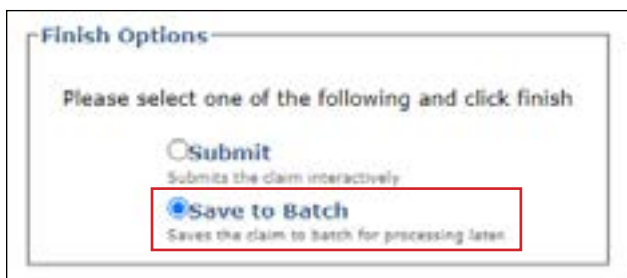 Finish Options
Please select one of the following and click finish
Submit
Submits the claim interactively
Save to Batch
Saves the claim to batch for processing later.